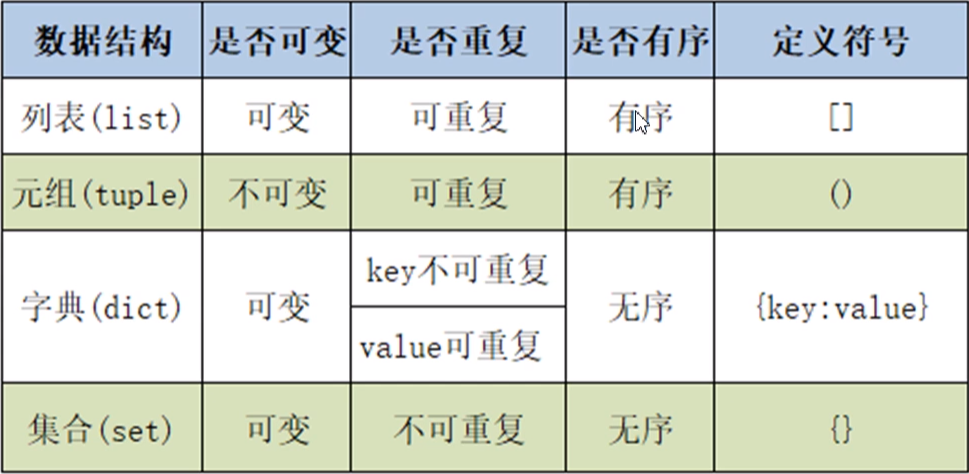 数据结构 是否可变 是否重复 是否有序 定义符号
列表(list) 可变 可重复 有序 []
元组(tuple) 不可变 可重复 有序 ()
字典(dict) 可变 key不可重复 无序 {key:value}
value可重复
集合(set) 可变 不可重复 无序 {}